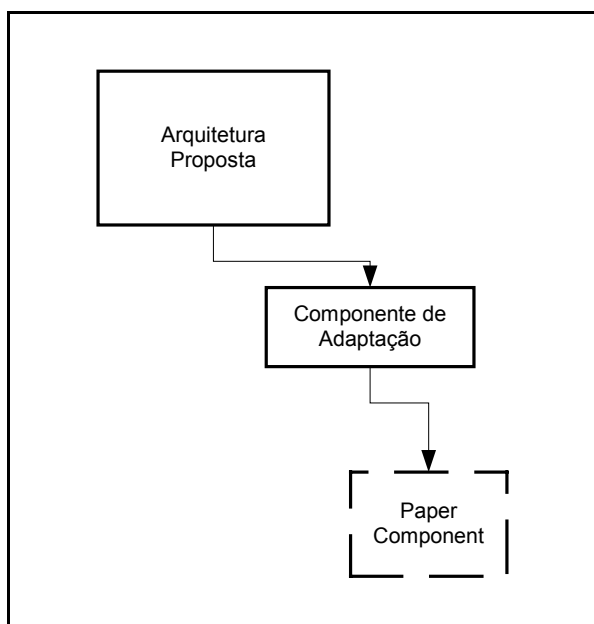 Arquitetura
Proposta
Componente de
Adaptação
Paper
Component